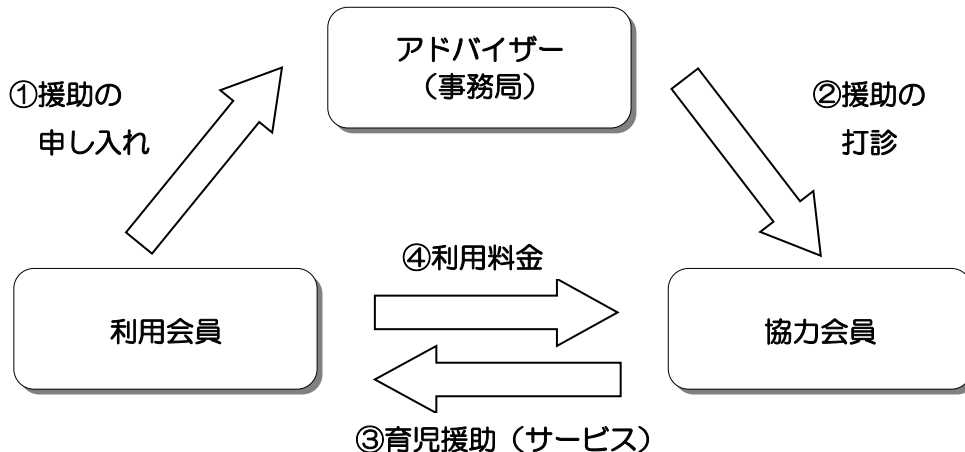 アドバイザー
（事務局）
①援助の
申し入れ
②援助の
打診
④利用料金
利用会員
協力会員
③育児援助（サービス）